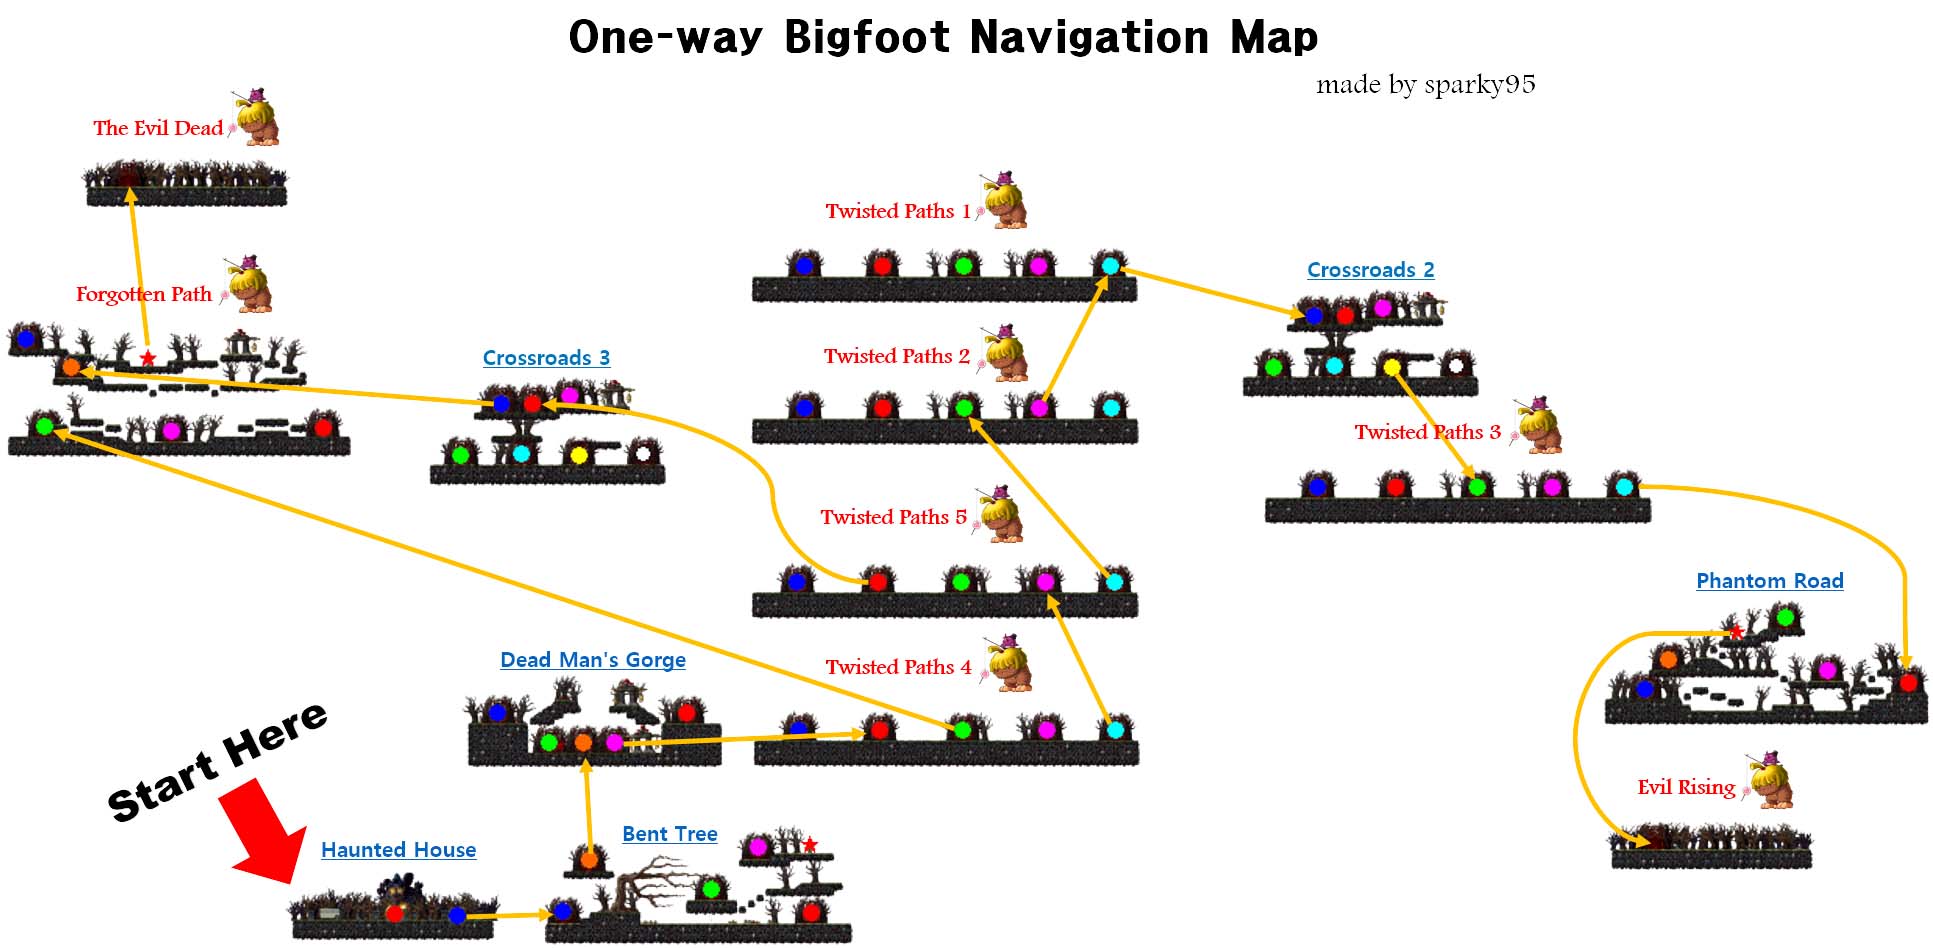 One-way Bigfoot Navigation Map
made by sparky95
The Evil Dead
Twisted Paths 1
Forgotten Path
Crossroads 2
Crossroads 3
Twisted Paths 2
Twisted Paths 3
Twisted Paths 5
Phantom Road
Dead Man's Gorge
Twisted Paths 4
Start Here
Evil Rising
Haunted House
Bent Tree